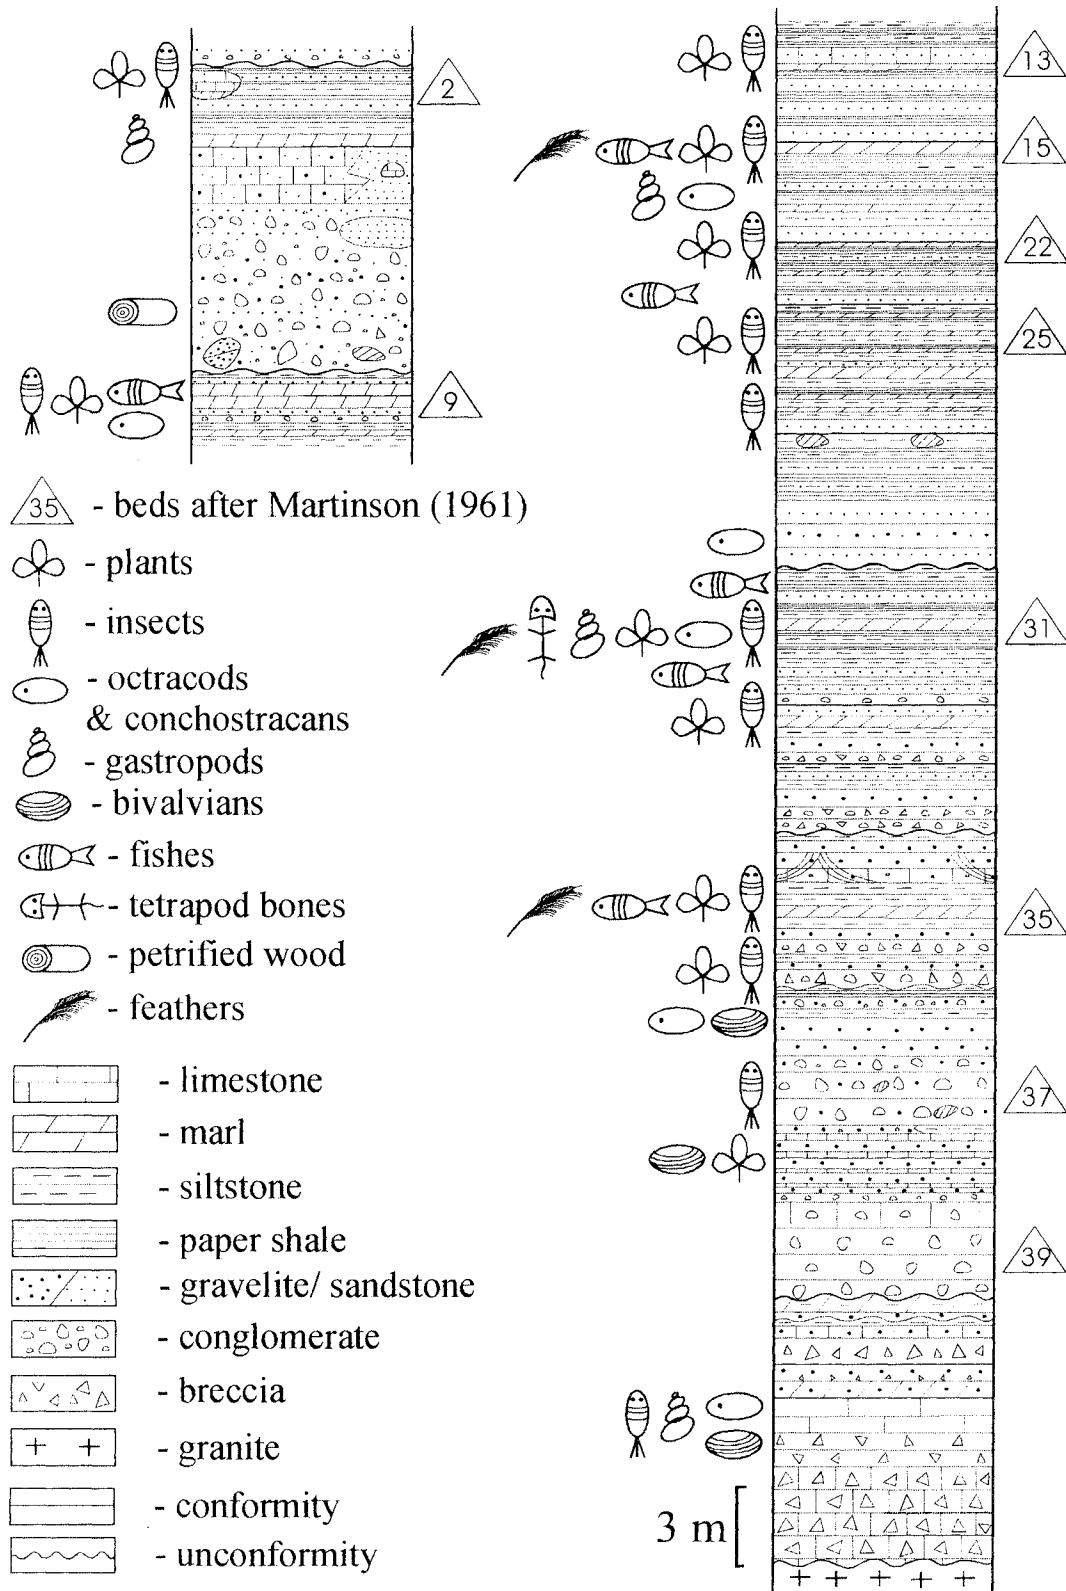 2
9
35 - beds after Martinson (1961)
- plants
- insects
- octracods
& conchostracans
- gastropods
- bivalvians
- fishes
- tetrapod bones
- petrified wood
- feathers
- limestone
- marl
- siltstone
- paper shale
- gravelite/ sandstone
- conglomerate
- breccia
- granite
- conformity
- unconformity
13
15
22
25
31
35
37
39
3 m